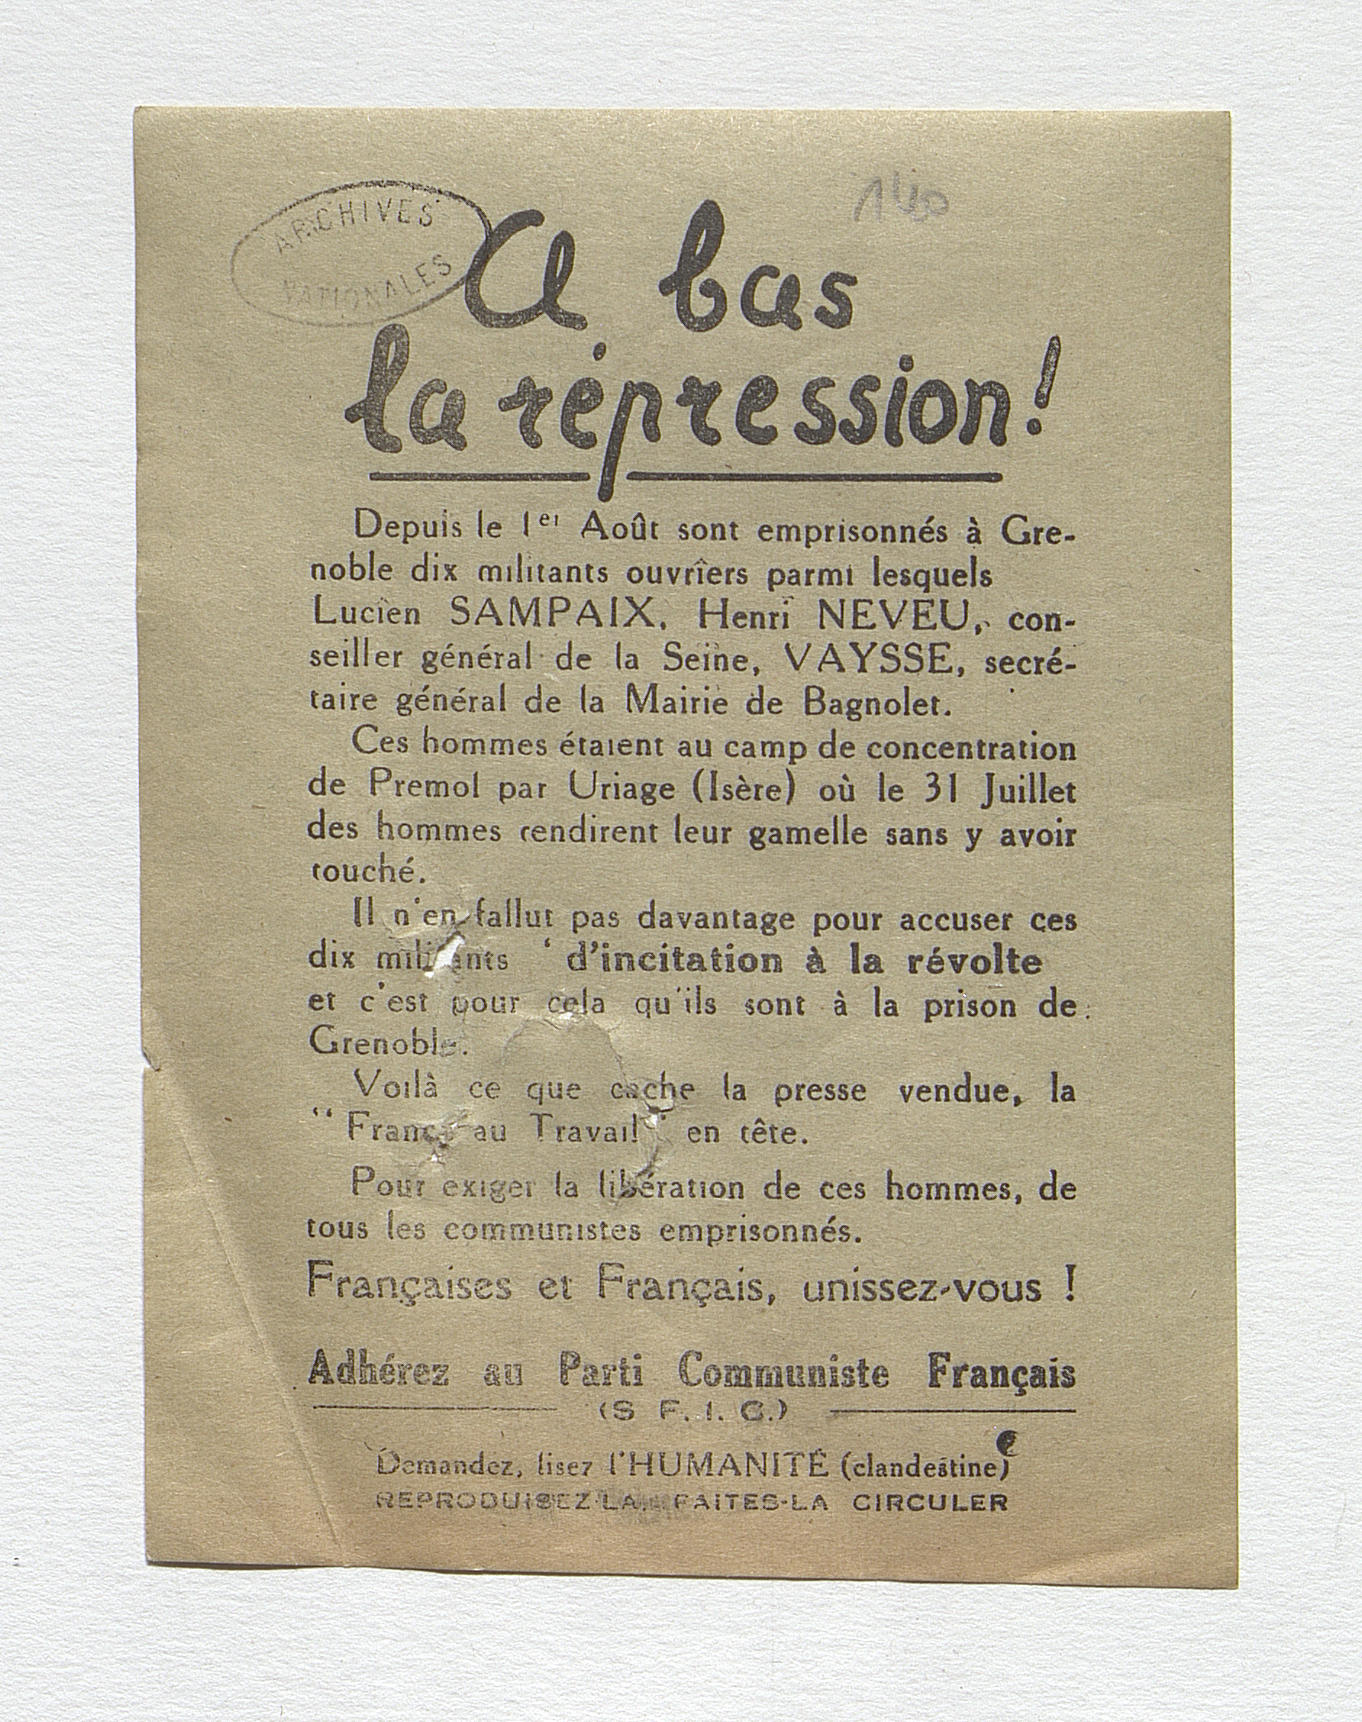 ARCHIVES
NATIONALES
A bas
la répression !
Depuis le 1er Août sont emprisonnés à Gre-
noble dix militants ouvriers parmi lesquels
Lucien SAMPAIX, Henri NEVEU, con-
seiller général de la Seine, VAYSSE, secré-
taire général de la Mairie de Bagnolet.
Ces hommes étaient au camp de concentration
de Premol par Uriage (Isère) où le 31 Juillet
des hommes rendirent leur gamelle sans y avoir
touché.
Il n'en fallut pas davantage pour accuser ces
dix militants ‘ d'incitation à la révolte
et c'est pour cela qu'ils sont à la prison de
Grenoble.
Voilà ce que cache la presse vendue, la
“ France au Travail ” en tête.
Pour exiger la libération de ces hommes, de
tous les communistes emprisonnés.
Françaises et Français, unissez-vous !
Adhérez au Parti Communiste Français
(S F. I. C.)
Demandez, lisez l'HUMANITÉ (clandestine)
REPRODUISEZ-LA FAITES-LA CIRCULER